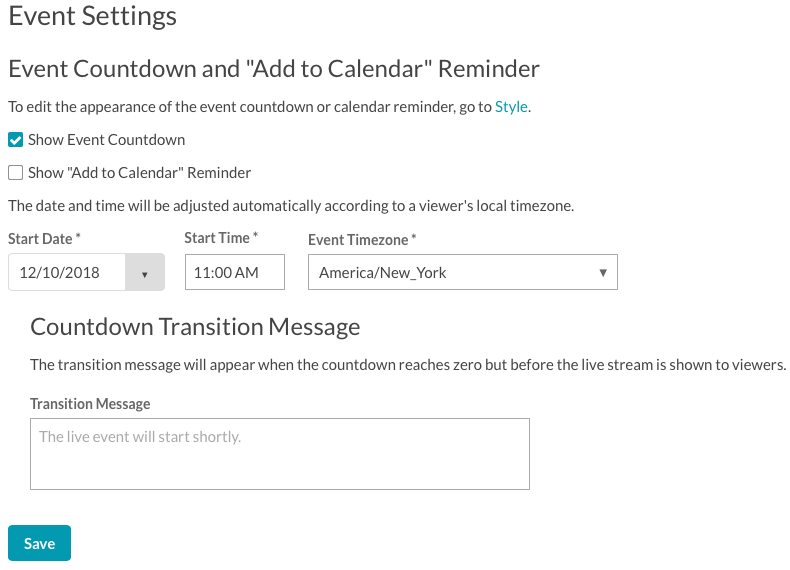 Event Settings
Event Countdown and "Add to Calendar" Reminder
To edit the appearance of the event countdown or calendar reminder, go to Style.
Show Event Countdown
Show "Add to Calendar" Reminder
The date and time will be adjusted automatically according to a viewer's local timezone.
Start Date * Start Time * Event Timezone *
12/10/2018 11:00 AM America/New_York
Countdown Transition Message
The transition message will appear when the countdown reaches zero but before the live stream is shown to viewers.
Transition Message
The live event will start shortly.
Save